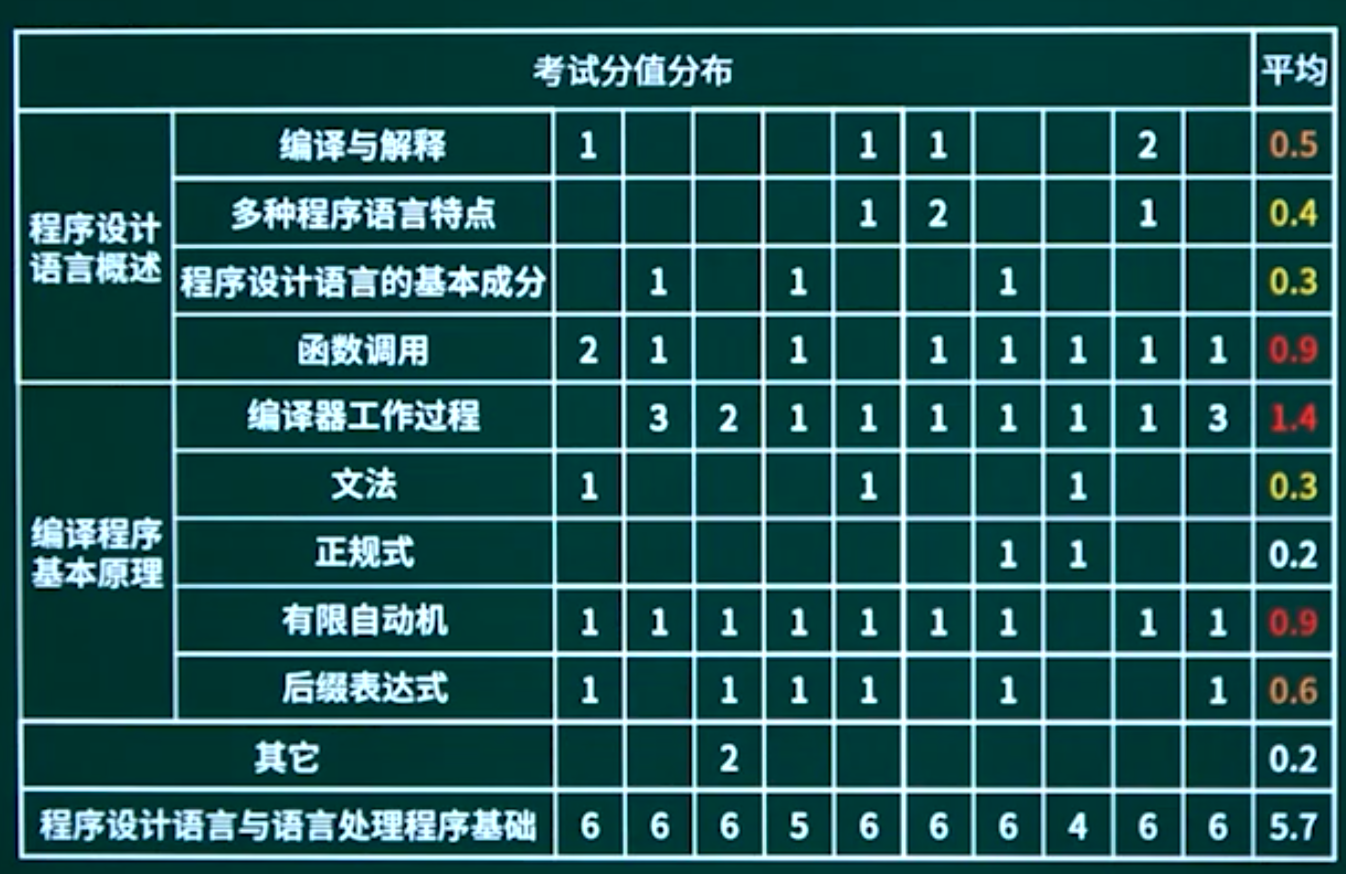 考试分值分布 平均
程序设计
语言概述
编译与解释 1 1 1 2 0.5
多种程序语言特点 1 2 1 0.4
程序设计语言的基本成分 1 1 1 0.3
函数调用 2 1 1 1 1 1 1 1 0.9
编译程序
基本原理
编译器工作过程 3 2 1 1 1 1 1 1 3 1.4
文法 1 1 1 0.3
正规式 1 1 0.2
有限自动机 1 1 1 1 1 1 1 1 1 0.9
后缀表达式 1 1 1 1 1 1 0.6
其它 2 0.2
程序设计语言与语言处理程序基础 6 6 6 5 6 6 6 4 6 6 5.7